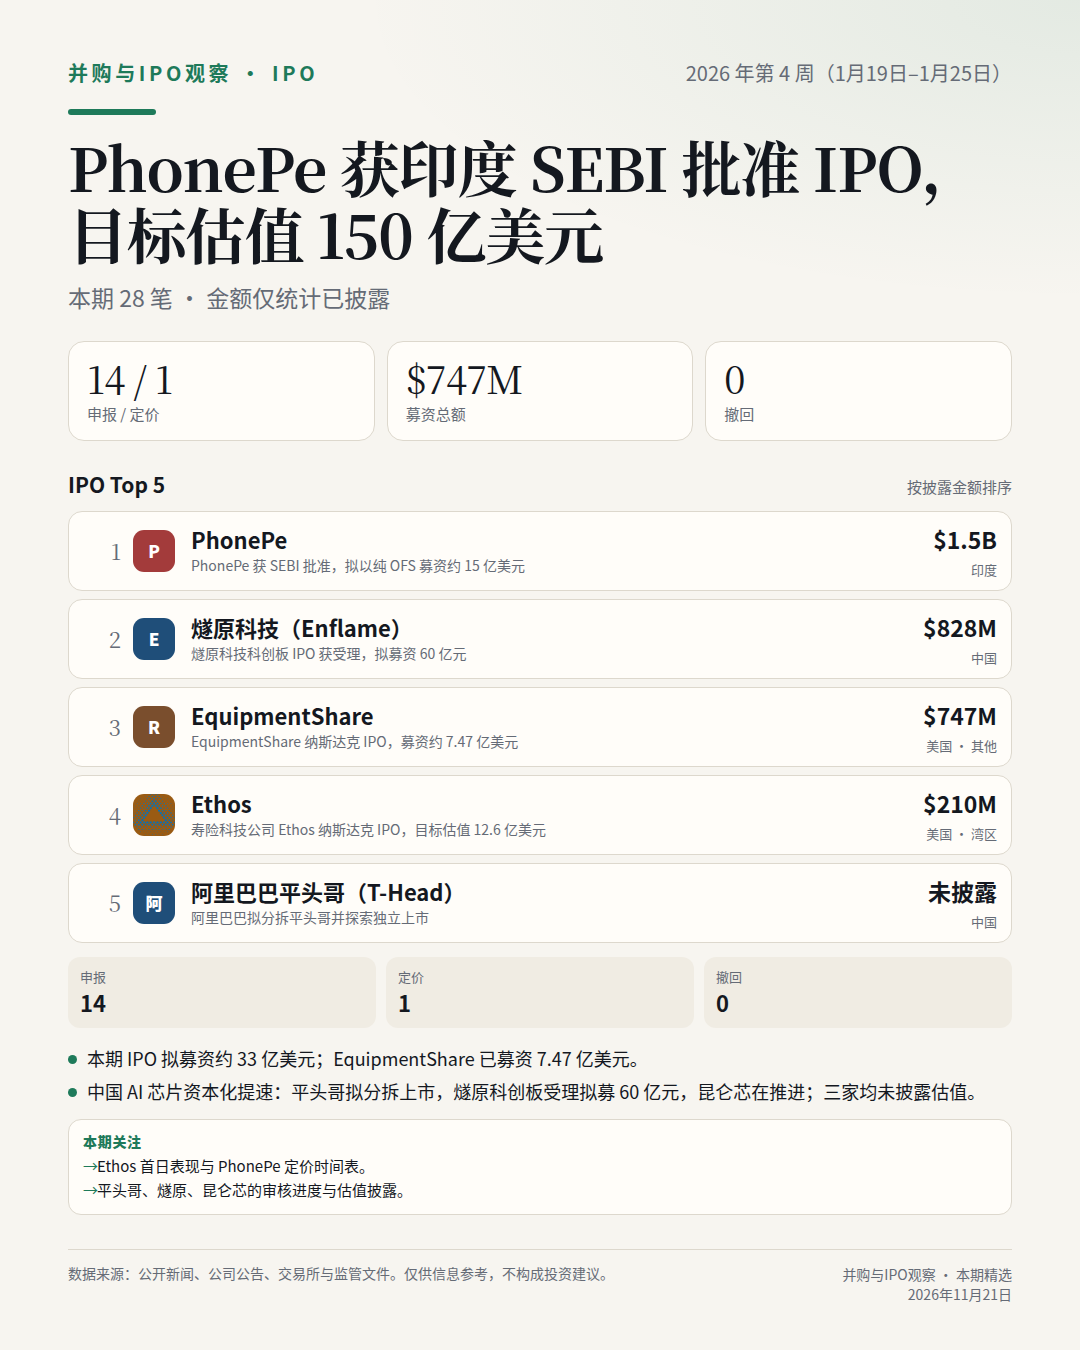 并购与IPO观察 · IPO
2026 年第 4 周（1月19日–1月25日）
PhonePe 获印度 SEBI 批准 IPO，
目标估值 150 亿美元
本期 28 笔 · 金额仅统计已披露
14 / 1
申报 / 定价
$747M
募资总额
0
撤回
IPO Top 5
按披露金额排序
1
P
PhonePe
PhonePe 获 SEBI 批准，拟以纯 OFS 募资约 15 亿美元
$1.5B
印度
2
E
燧原科技（Enflame）
燧原科技科创板 IPO 获受理，拟募资 60 亿元
$828M
中国
3
R
EquipmentShare
EquipmentShare 纳斯达克 IPO，募资约 7.47 亿美元
$747M
美国 · 其他
4
Ethos
寿险科技公司 Ethos 纳斯达克 IPO，目标估值 12.6 亿美元
$210M
美国 · 湾区
5
阿
阿里巴巴平头哥（T-Head）
阿里巴巴拟分拆平头哥并探索独立上市
未披露
中国
申报
14
定价
1
撤回
0
本期 IPO 拟募资约 33 亿美元；EquipmentShare 已募资 7.47 亿美元。
中国 AI 芯片资本化提速：平头哥拟分拆上市，燧原科创板受理拟募 60 亿元，昆仑芯在推进；三家均未披露估值。
本期关注
→Ethos 首日表现与 PhonePe 定价时间表。
→平头哥、燧原、昆仑芯的审核进度与估值披露。
数据来源：公开新闻、公司公告、交易所与监管文件。仅供信息参考，不构成投资建议。
并购与IPO观察 · 本期精选
2026年11月21日